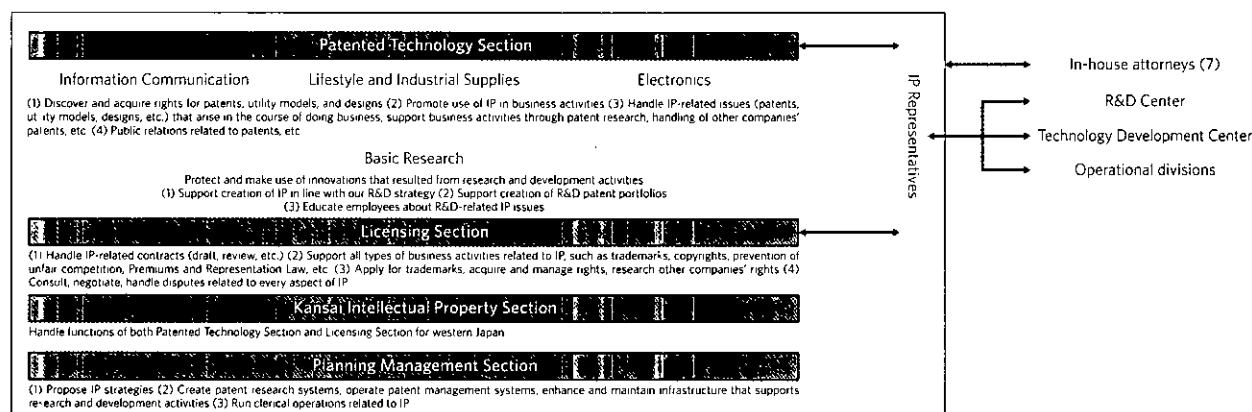 Patented Technology Section
Information Communication
Lifestyle and Industrial Supplies
Electronics
(1) Discover and acquire rights for patents, utility models, and designs (2) Promote use of IP in business activities (3) Handle IP-related issues (patents,
utility models, designs, etc.) that arise in the course of doing business, support business activities through patent research, handling of other companies'
patents, etc (4) Public relations related to patents, etc
Basic Research
Protect and make use of innovations that resulted from research and development activities
(1) Support creation of IP in line with our R&D strategy (2) Support creation of R&D patent portfolios
(3) Educate employees about R&D-related IP issues
Licensing Section
(1) Handle IP-related contracts (draft, review, etc.) (2) Support all types of business activities related to IP, such as trademarks, copyrights, prevention of
unfair competition, Premiums and Representation Law, etc (3) Apply for trademarks, acquire and manage rights, research other companies' rights (4)
Consult, negotiate, handle disputes related to every aspect of IP
Kansai Intellectual Property Section
Handle functions of both Patented Technology Section and Licensing Section for western Japan
Planning Management Section
(1) Propose IP strategies (2) Create patent research systems, operate patent management systems, enhance and maintain infrastructure that supports
research and development activities (3) Run clerical operations related to IP
IP Representatives
In-house attorneys (7)
R&D Center
Technology Development Center
Operational divisions